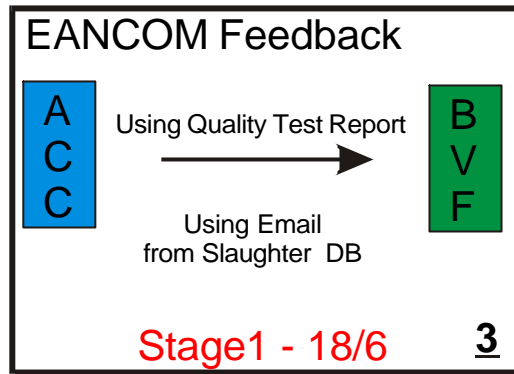 EANCOM Feedback
A
C
C
Using Quality Test Report
Using Email
from Slaughter DB
B
V
F
Stage1 - 18/6
3